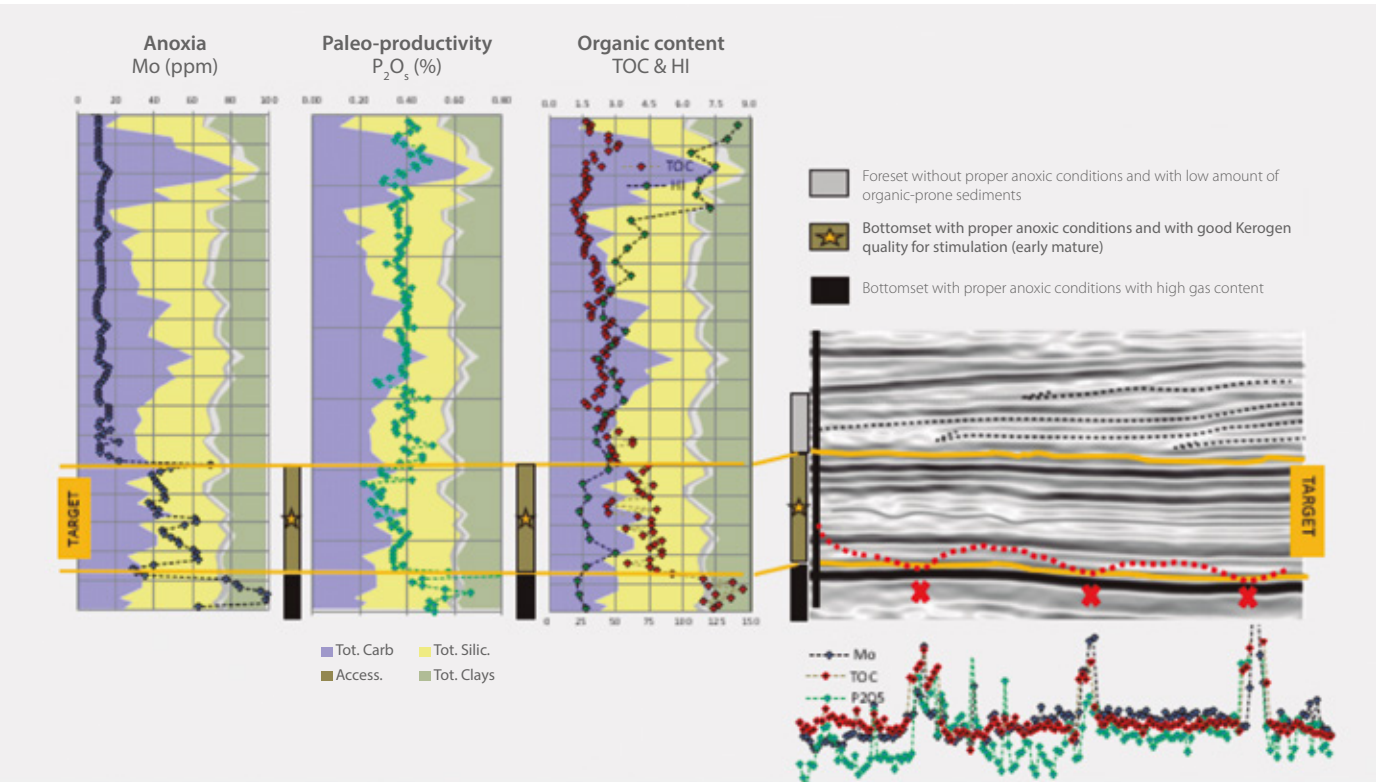 Anoxia
Mo (ppm)
0 20 40 60 80 100
Paleo-productivity
P2Os (%)
0.00 0.20 0.40 0.60 0.80
Organic content
TOC & HI
0.0 1.5 3.0 4.5 6.0 7.5 9.0
TOC
HI
0 25 50 75 100 125 150
TARGET
Tot. Carb
Tot. Silic.
Access.
Tot. Clays
Foreset without proper anoxic conditions and with low amount of
organic-prone sediments
Bottomset with proper anoxic conditions and with good Kerogen
quality for stimulation (early mature)
Bottomset with proper anoxic conditions with high gas content
TARGET
Mo
TOC
P2O5